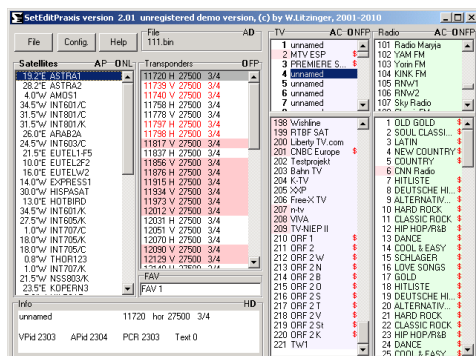 SetEditPraxis version 2.01 unregistered demo version, (c) by W.Litzinger, 2001-2010
File Config. Help
File AD
111.bin
Satellites AP ONL
19.2°E ASTRA1
28.2°E ASTRA2
4.0°W AMOS1
34.5°W INT601/C
31.5°W INT801/C
31.5°W INT801/K
26.0°E ARABA2
24.5°W INT603/C
21.5°E EUTEL1-F5
10.0°E EUTELZF2
16.0°E EUTELW2
14.0°W EXPRESS1
30.0°W HISPASAT
13.0°E HOTBIRD
34.5°W INT601/K
27.5°W INT605/K
1.0°W INT707/C
18.0°W INT705/K
18.0°W INT705/C
0.8°W THOR123
1.0°W INT707/K
21.5°W NSS803/K
23.5°E KOPERN3
Transponders OFP
11720 H 27500 3/4
11739 V 27500 3/4
11740 V 27500 3/4
11758 H 27500 3/4
11778 V 27500 3/4
11797 H 27500 3/4
11798 H 27500 3/4
11817 V 27500 3/4
11837 H 27500 3/4
11856 V 27500 3/4
11876 H 27500 3/4
11915 H 27500 3/4
11934 V 27500 3/4
11973 V 27500 3/4
12012 V 27500 3/4
12031 H 27500 3/4
12051 V 27500 3/4
12070 H 27500 3/4
12090 V 27500 3/4
12129 V 27500 3/4
12149 H 27500 3/4
FAV
FAV 1
Info HD
unnamed 11720 hor 27500 3/4
VPid 2303 APid 2304 PCR 2303 Text 0
TV AC ONFP
1 unnamed
2 MTV ESP $
3 PREMIERE S... $
4 unnamed
5 unnamed
6 unnamed
7 unnamed
198 Wishline
199 RTBF SAT
200 Liberty TV.com
201 CNBC Europe $
202 Testprojekt
203 Bahn TV
204 K-TV
205 XXP
206 Free-X TV
207 n-tv
208 VIVA
209 TV-NIEP II
210 ORF 1 $
211 ORF 2 $
212 ORF 2 W $
213 ORF 2 N $
214 ORF 2 B $
215 ORF 2 O $
216 ORF 2 S $
217 ORF 2 T $
218 ORF 2 V $
219 ORF 2 St $
220 ORF 2 K $
221 TW1
Radio AC ONFP
101 Radio Maryja
102 YAM FM
103 Yorin FM
104 KINK FM
105 RNW1
106 RNW2
107 Sky Radio
1 OLD GOLD $
2 SOUL CLASSI... $
3 LATIN $
4 NEW COUNTRY $
5 COUNTRY $
6 CNN Radio
7 HITLISTE $
8 DEUTSCHE HI... $
9 ALTERNATIV... $
10 HARD ROCK $
11 CLASSIC ROCK $
12 HIP HOP/R&B $
13 DANCE $
14 COOL & EASY $
15 SCHLAGER $
16 LOVE SONGS $
17 GOLD $
18 HITLISTE $
19 DEUTSCHE HI... $
20 ALTERNATIV... $
21 HARD ROCK $
22 CLASSIC ROCK $
23 HIP HOP/R&B $
24 DANCE $
25 COOL & EASY $